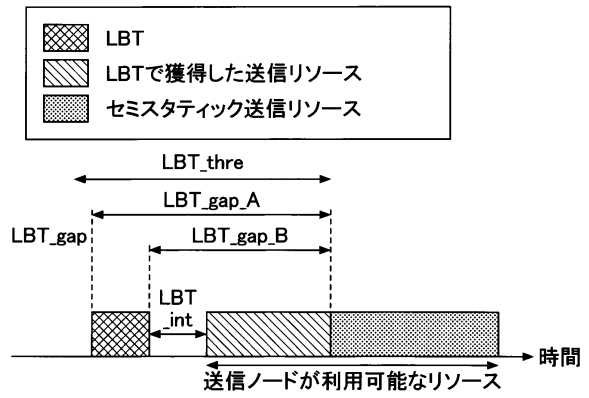 LBT
LBTで獲得した送信リソース
セミスタティック送信リソース
LBT_thre
LBT_gap_A
LBT_gap
LBT_gap_B
LBT
_int
時間
送信ノードが利用可能なリソース